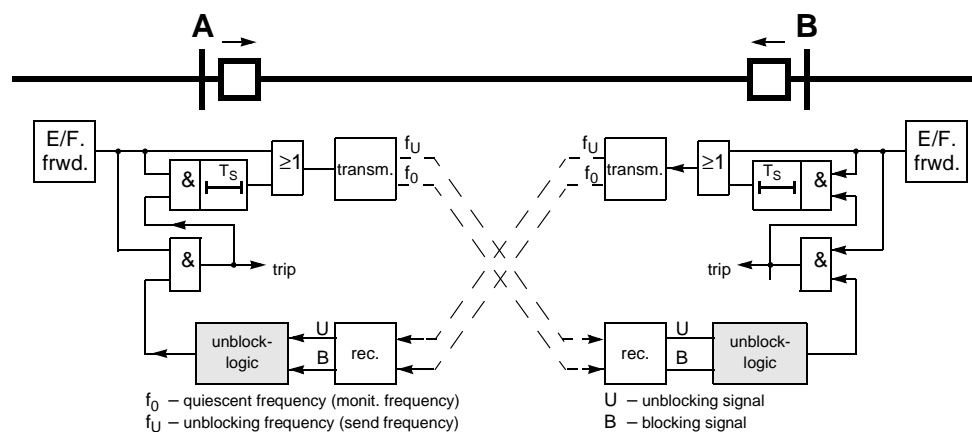 A B
E/F. frwd.
& T_S
≥1
transm.
f_U
f_0
f_U
f_0
transm.
≥1
T_S &
E/F. frwd.
&
trip
trip
&
unblock-logic
U
B
rec.
rec.
U
B
unblock-logic
f_0 – quiescent frequency (monit. frequency)
f_U – unblocking frequency (send frequency)
U – unblocking signal
B – blocking signal